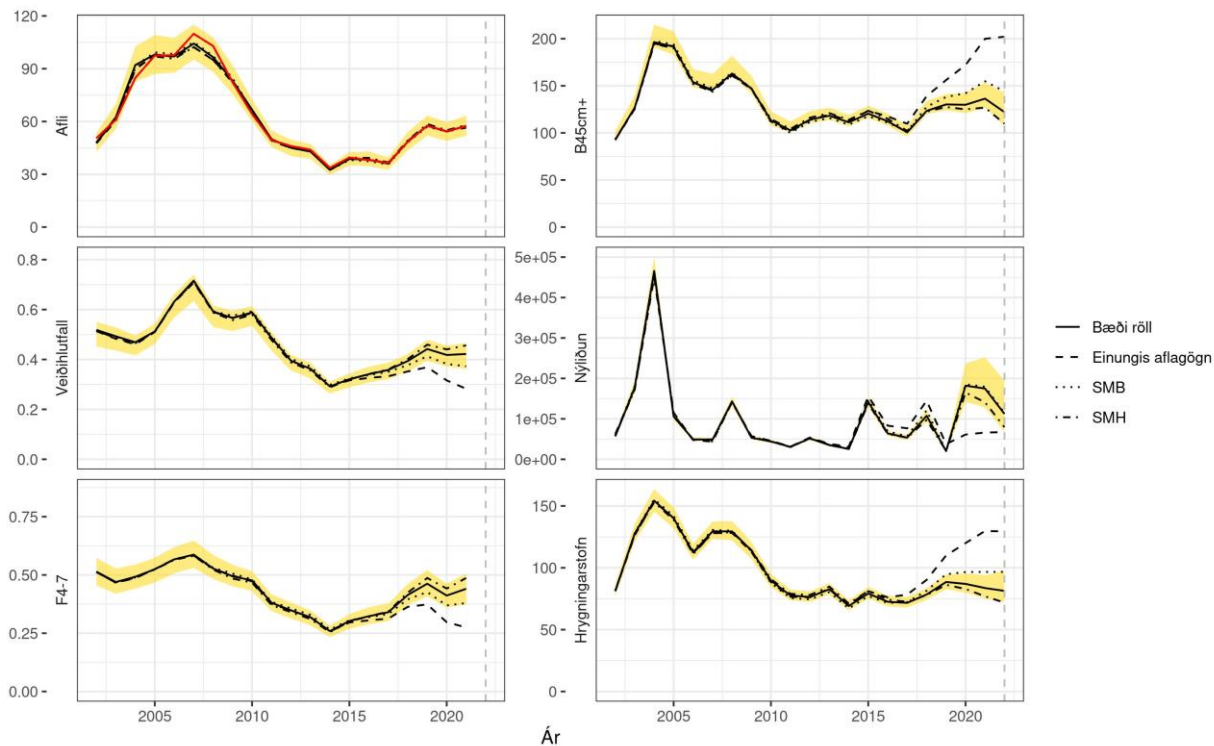 120
90
60
30
0
Afli
200
150
100
50
0
B45cm+
0.8
0.6
0.4
0.2
0.0
Veiðihlutfall
5e+05
4e+05
3e+05
2e+05
1e+05
0e+00
Nýliðun
0.75
0.50
0.25
0.00
F4-7
150
100
50
0
Hrygningarstofn
2005 2010 2015 2020
2005 2010 2015 2020
Ár
Bæði röll
Einungis aflagögn
SMB
SMH